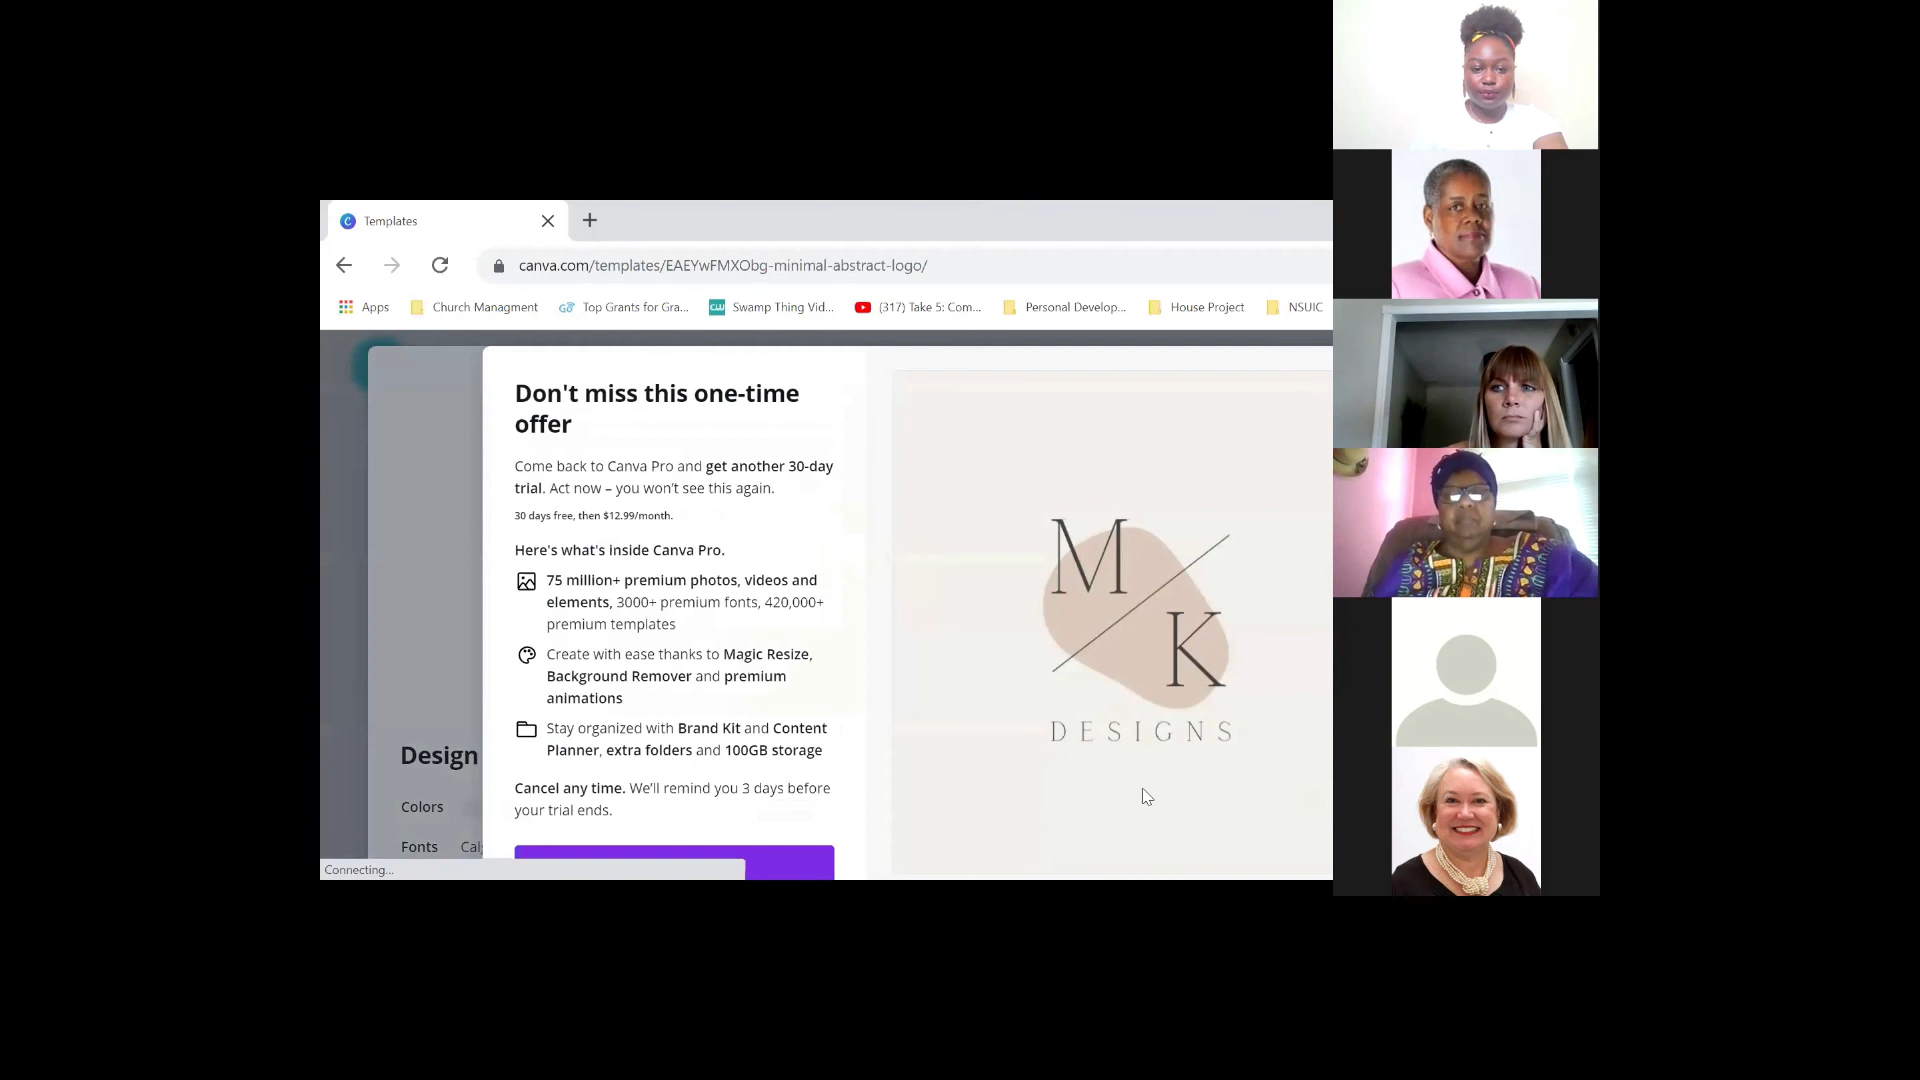 Templates
canva.com/templates/EAEYwFMXObg-minimal-abstract-logo/
Apps Church Managment Top Grants for Gra... Swamp Thing Vid... (317) Take 5: Com... Personal Develop... House Project NSUIC
Don't miss this one-time
offer
Come back to Canva Pro and get another 30-day
trial. Act now – you won't see this again.
30 days free, then $12.99/month.
Here's what's inside Canva Pro.
75 million+ premium photos, videos and
elements, 3000+ premium fonts, 420,000+
premium templates
Create with ease thanks to Magic Resize,
Background Remover and premium
animations
Stay organized with Brand Kit and Content
Planner, extra folders and 100GB storage
Cancel any time. We'll remind you 3 days before
your trial ends.
Design
Colors
Fonts
Connecting...
M
K
DESIGNS